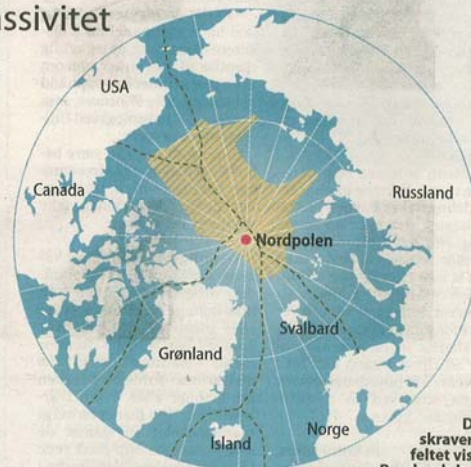 ssivitet
USA
Canada
Russland
Nordpolen
Svalbard
Grønland
Island
Norge
D
skraver
feltet vis